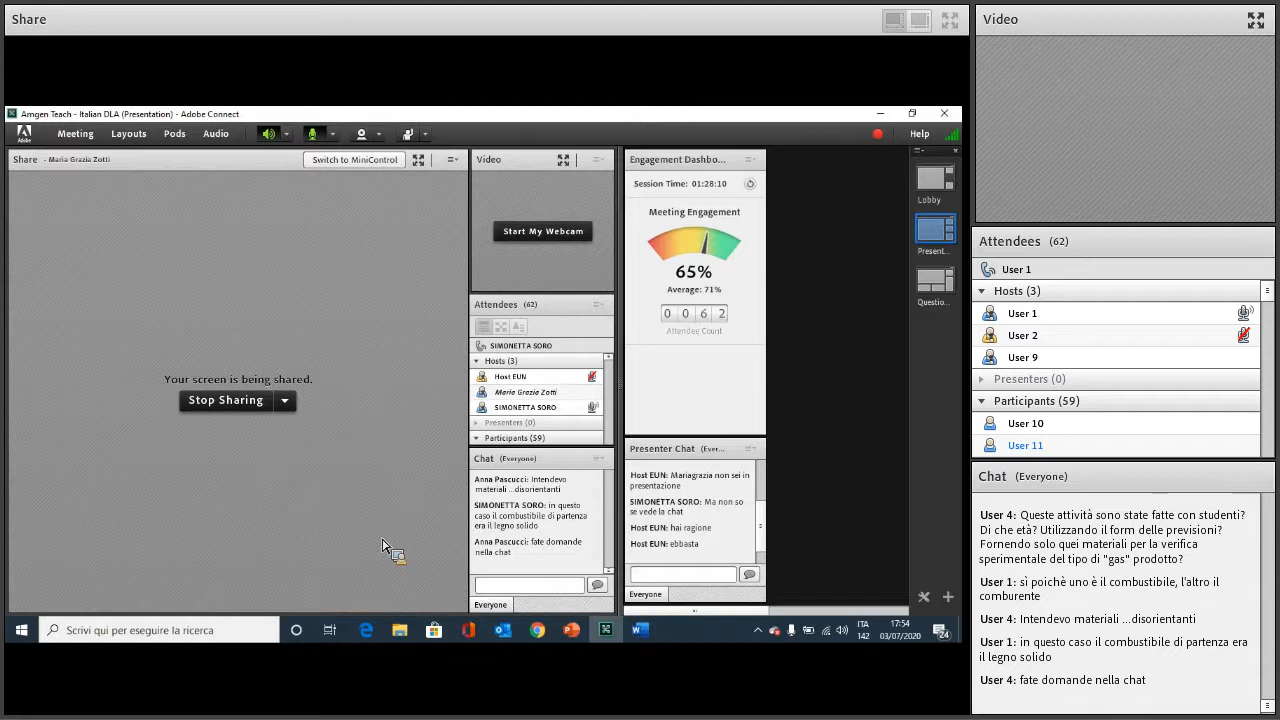 Share
Video
Amgen Teach - Italian DLA (Presentation) - Adobe Connect
Adobe
Meeting
Layouts
Pods
Audio
Help
Share - Maria Grazia Zotti
Switch to MiniControl
Video
Start My Webcam
Your screen is being shared.
Stop Sharing
Attendees (62)
SIMONETTA SORO
Hosts (3)
Host EUN
Maria Grazia Zotti
SIMONETTA SORO
Presenters (0)
Participants (59)
Chat (Everyone)
Anna Pascucci: Intendevo
materiali ...disorientanti
SIMONETTA SORO: in questo
caso il combustibile di partenza
era il legno solido
Anna Pascucci: fate domande
nella chat
Everyone
Engagement Dashbo...
Session Time: 01:28:10
Meeting Engagement
65%
Average: 71%
0 0 6 2
Attendee Count
Presenter Chat (Ever...
Host EUN: Mariagrazia non sei in
presentazione
SIMONETTA SORO: Ma non so
se vede la chat
Host EUN: hai ragione
Host EUN: ebbasta
Everyone
Lobby
Present...
Questio...
Scrivi qui per eseguire la ricerca
ITA
142
17:54
03/07/2020
24
Attendees (62)
User 1
Hosts (3)
User 1
User 2
User 9
Presenters (0)
Participants (59)
User 10
User 11
Chat (Everyone)
User 4: Queste attività sono state fatte con studenti?
Di che età? Utilizzando il form delle previsioni?
Fornendo solo quei materiali per la verifica
sperimentale del tipo di "gas" prodotto?
User 1: sì poichè uno è il combustibile, l'altro il
comburente
User 4: Intendevo materiali ...disorientanti
User 1: in questo caso il combustibile di partenza era
il legno solido
User 4: fate domande nella chat